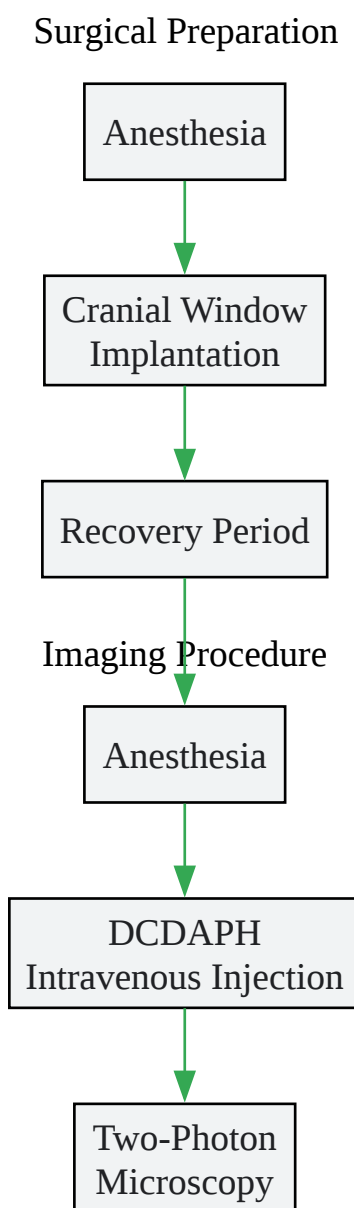 Surgical Preparation
Anesthesia
Cranial Window
Implantation
Recovery Period
Imaging Procedure
Anesthesia
DCDAPH
Intravenous Injection
Two-Photon
Microscopy